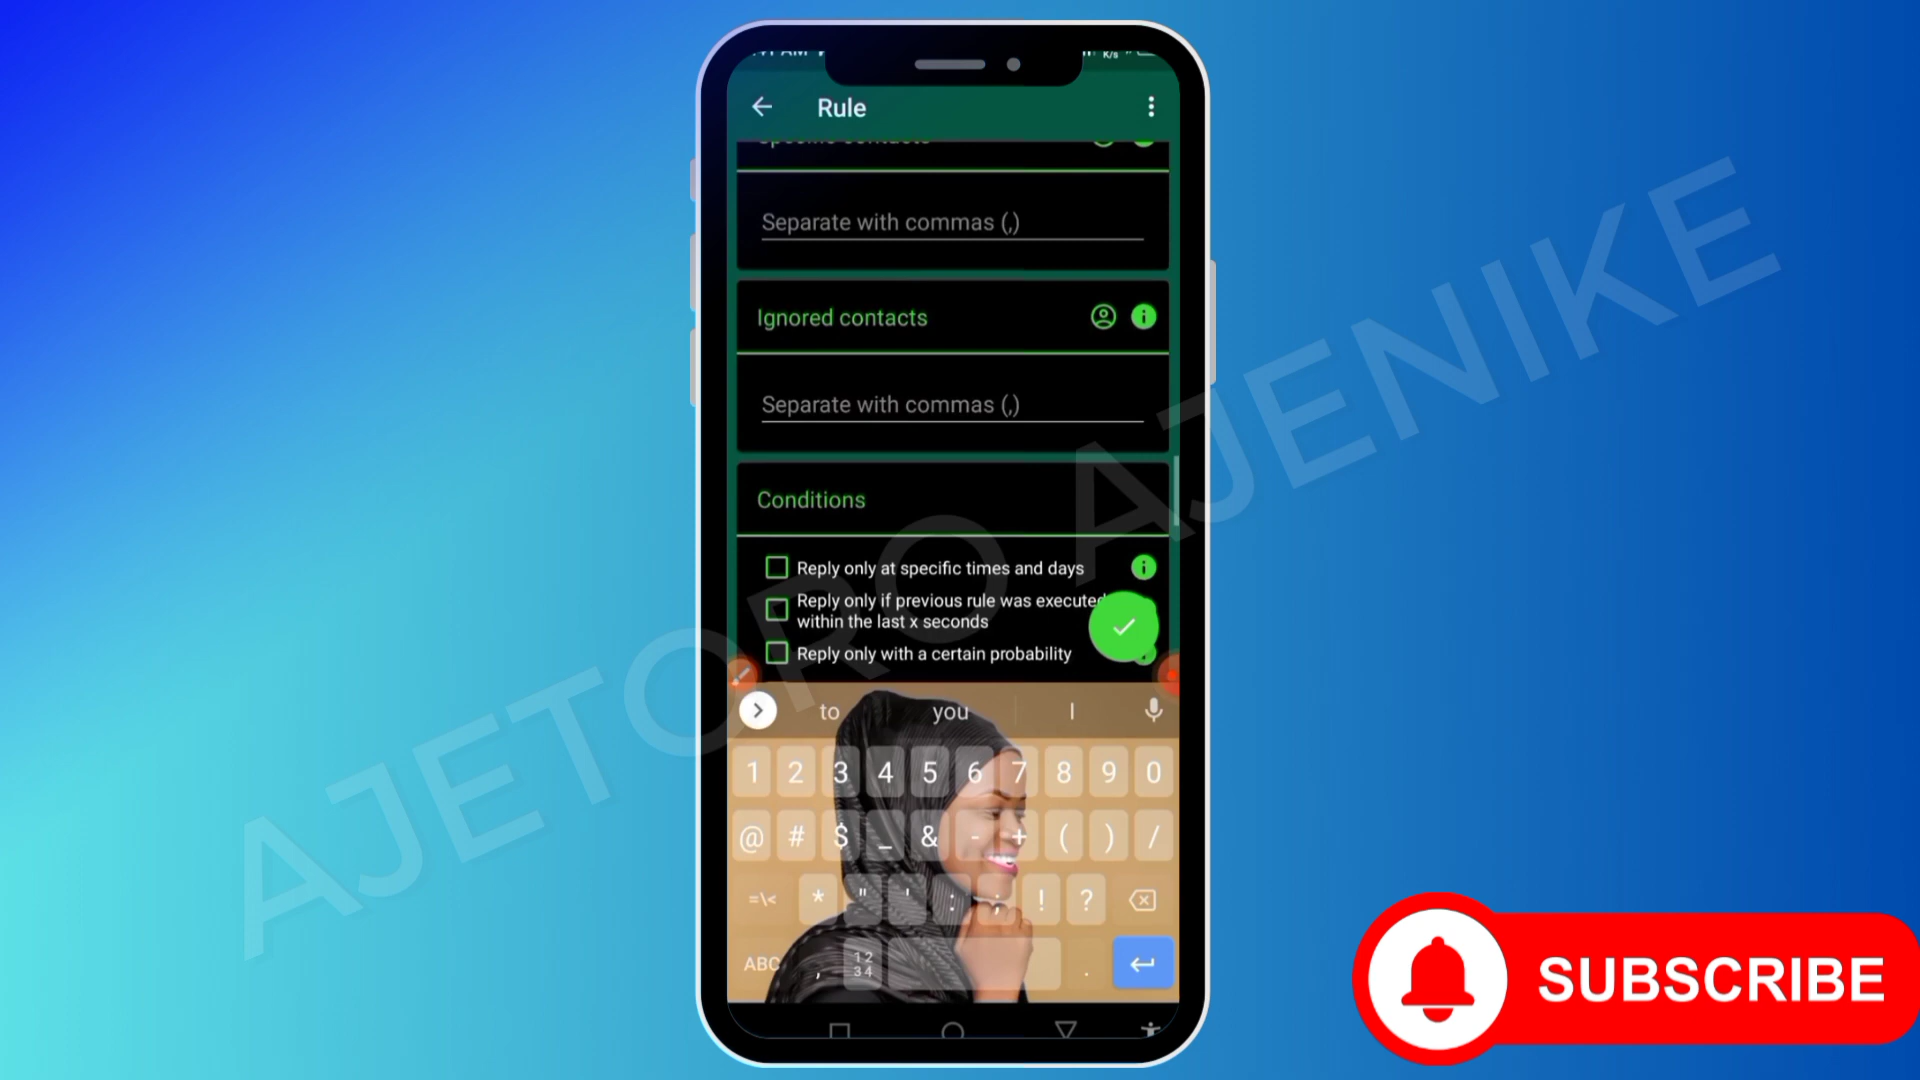 Rule
Specific contacts
Separate with commas (,)
Ignored contacts
Separate with commas (,)
Conditions
Reply only at specific times and days
Reply only if previous rule was executed
within the last x seconds
Reply only with a certain probability
to you I
1 2 3 4 5 6 7 8 9 0
@ # $ _ & - + ( ) /
=\< * " ' : ; ! ?
ABC , 12 34 .
AJETORO AJENIKE
SUBSCRIBE